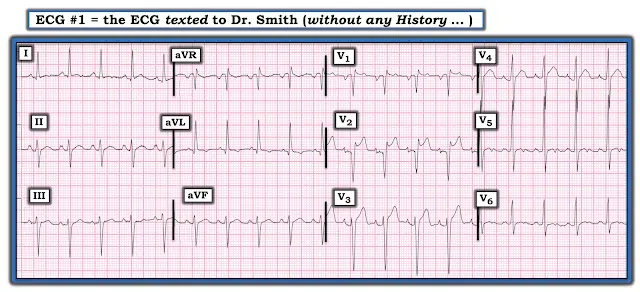 ECG #1 = the ECG texted to Dr. Smith (without any History ... )
I
aVR
V1
V4
II
aVL
V2
V5
III
aVF
V3
V6